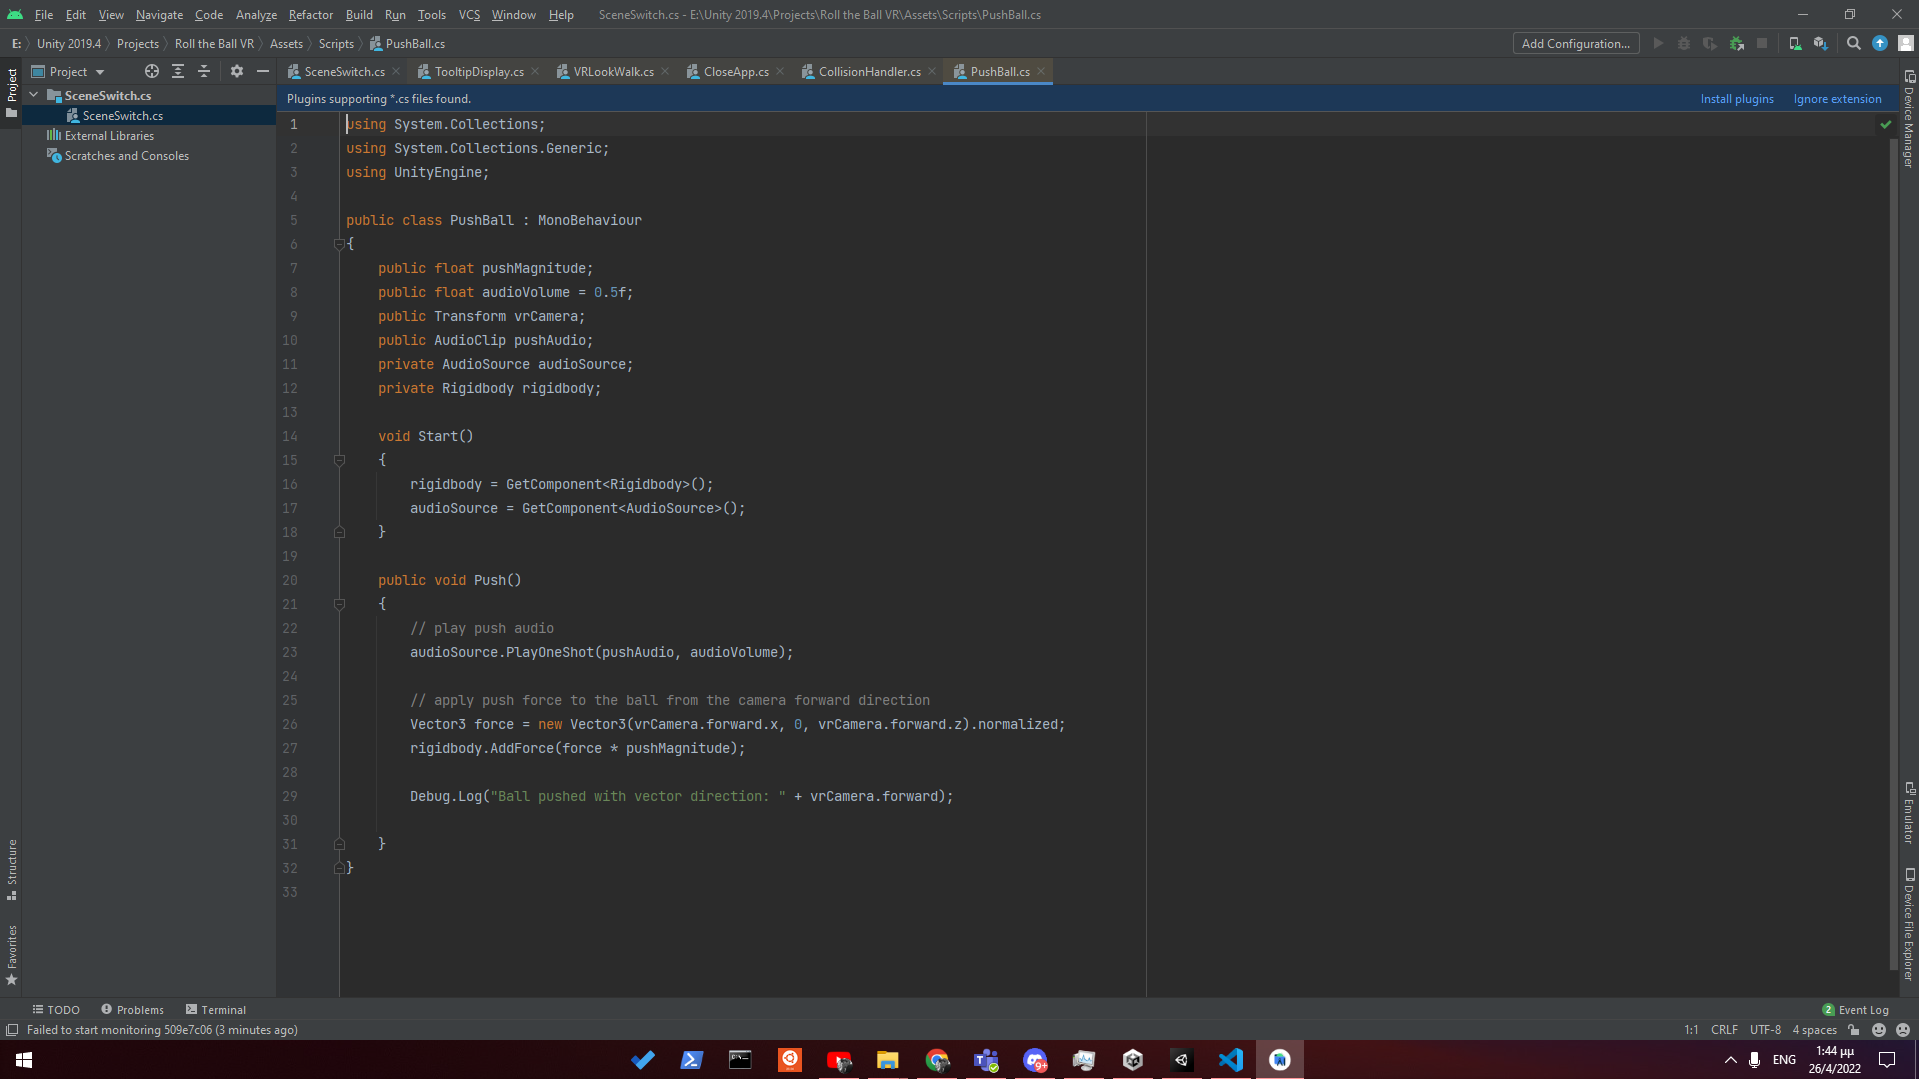 File Edit View Navigate Code Analyze Refactor Build Run Tools VCS Window Help SceneSwitch.cs - E:\Unity 2019.4\Projects\Roll the Ball VR\Assets\Scripts\PushBall.cs
E: Unity 2019.4 Projects Roll the Ball VR Assets Scripts PushBall.cs Add Configuration...
Project SceneSwitch.cs TooltipDisplay.cs VRLookWalk.cs CloseApp.cs CollisionHandler.cs PushBall.cs
Project
Device Manager
SceneSwitch.cs
SceneSwitch.cs
External Libraries
Scratches and Consoles
Plugins supporting *.cs files found. Install plugins Ignore extension
1 using System.Collections;
2 using System.Collections.Generic;
3 using UnityEngine;
4
5 public class PushBall : MonoBehaviour
6 {
7 public float pushMagnitude;
8 public float audioVolume = 0.5f;
9 public Transform vrCamera;
10 public AudioClip pushAudio;
11 private AudioSource audioSource;
12 private Rigidbody rigidbody;
13
14 void Start()
15 {
16 rigidbody = GetComponent<Rigidbody>();
17 audioSource = GetComponent<AudioSource>();
18 }
19
20 public void Push()
21 {
22 // play push audio
23 audioSource.PlayOneShot(pushAudio, audioVolume);
24
25 // apply push force to the ball from the camera forward direction
26 Vector3 force = new Vector3(vrCamera.forward.x, 0, vrCamera.forward.z).normalized;
27 rigidbody.AddForce(force * pushMagnitude);
28
29 Debug.Log("Ball pushed with vector direction: " + vrCamera.forward);
30
31 }
32 }
33
Structure
Favorites
Emulator
Device File Explorer
TODO Problems Terminal 2 Event Log
Failed to start monitoring 509e7c06 (3 minutes ago) 1:1 CRLF UTF-8 4 spaces
9+ ENG 1:44 μμ
26/4/2022